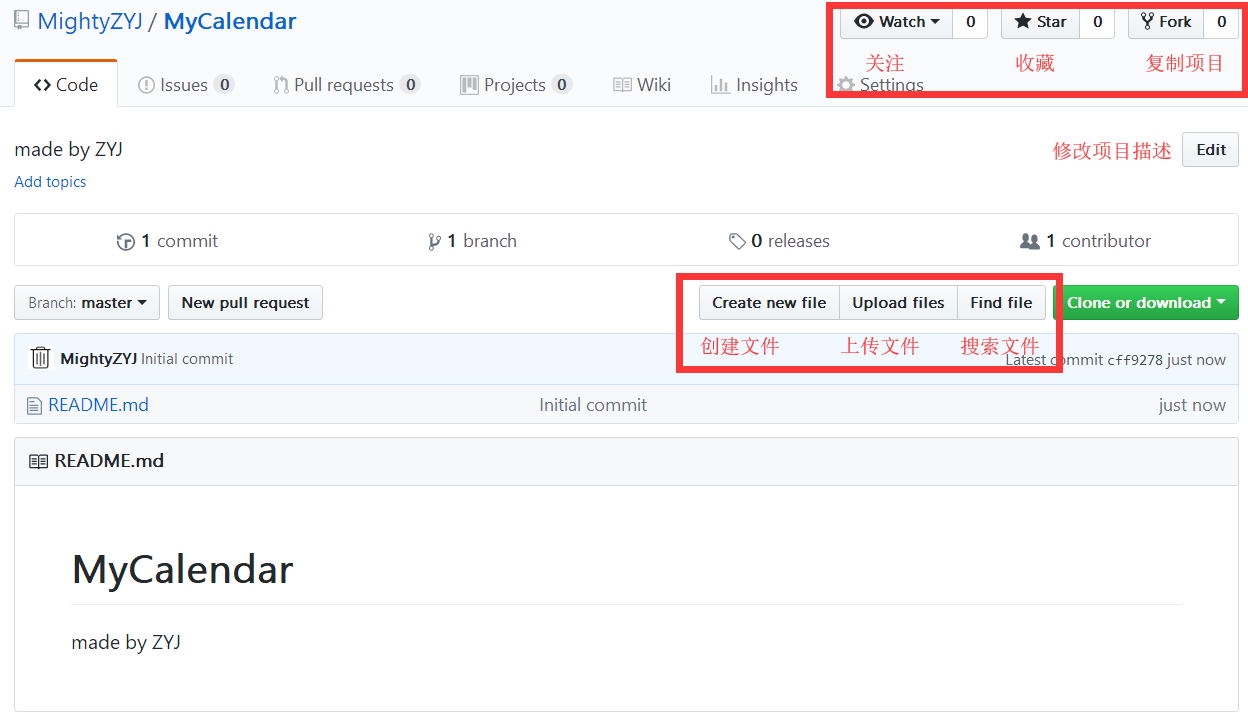 MightyZYJ / MyCalendar
Watch 0 Star 0 Fork 0
关注 收藏 复制项目
Code Issues 0 Pull requests 0 Projects 0 Wiki Insights Settings
made by ZYJ
修改项目描述 Edit
Add topics
1 commit 1 branch 0 releases 1 contributor
Branch: master New pull request Create new file Upload files Find file Clone or download
创建文件 上传文件 搜索文件
MightyZYJ Initial commit Latest commit cff9278 just now
README.md Initial commit just now
README.md
MyCalendar
made by ZYJ